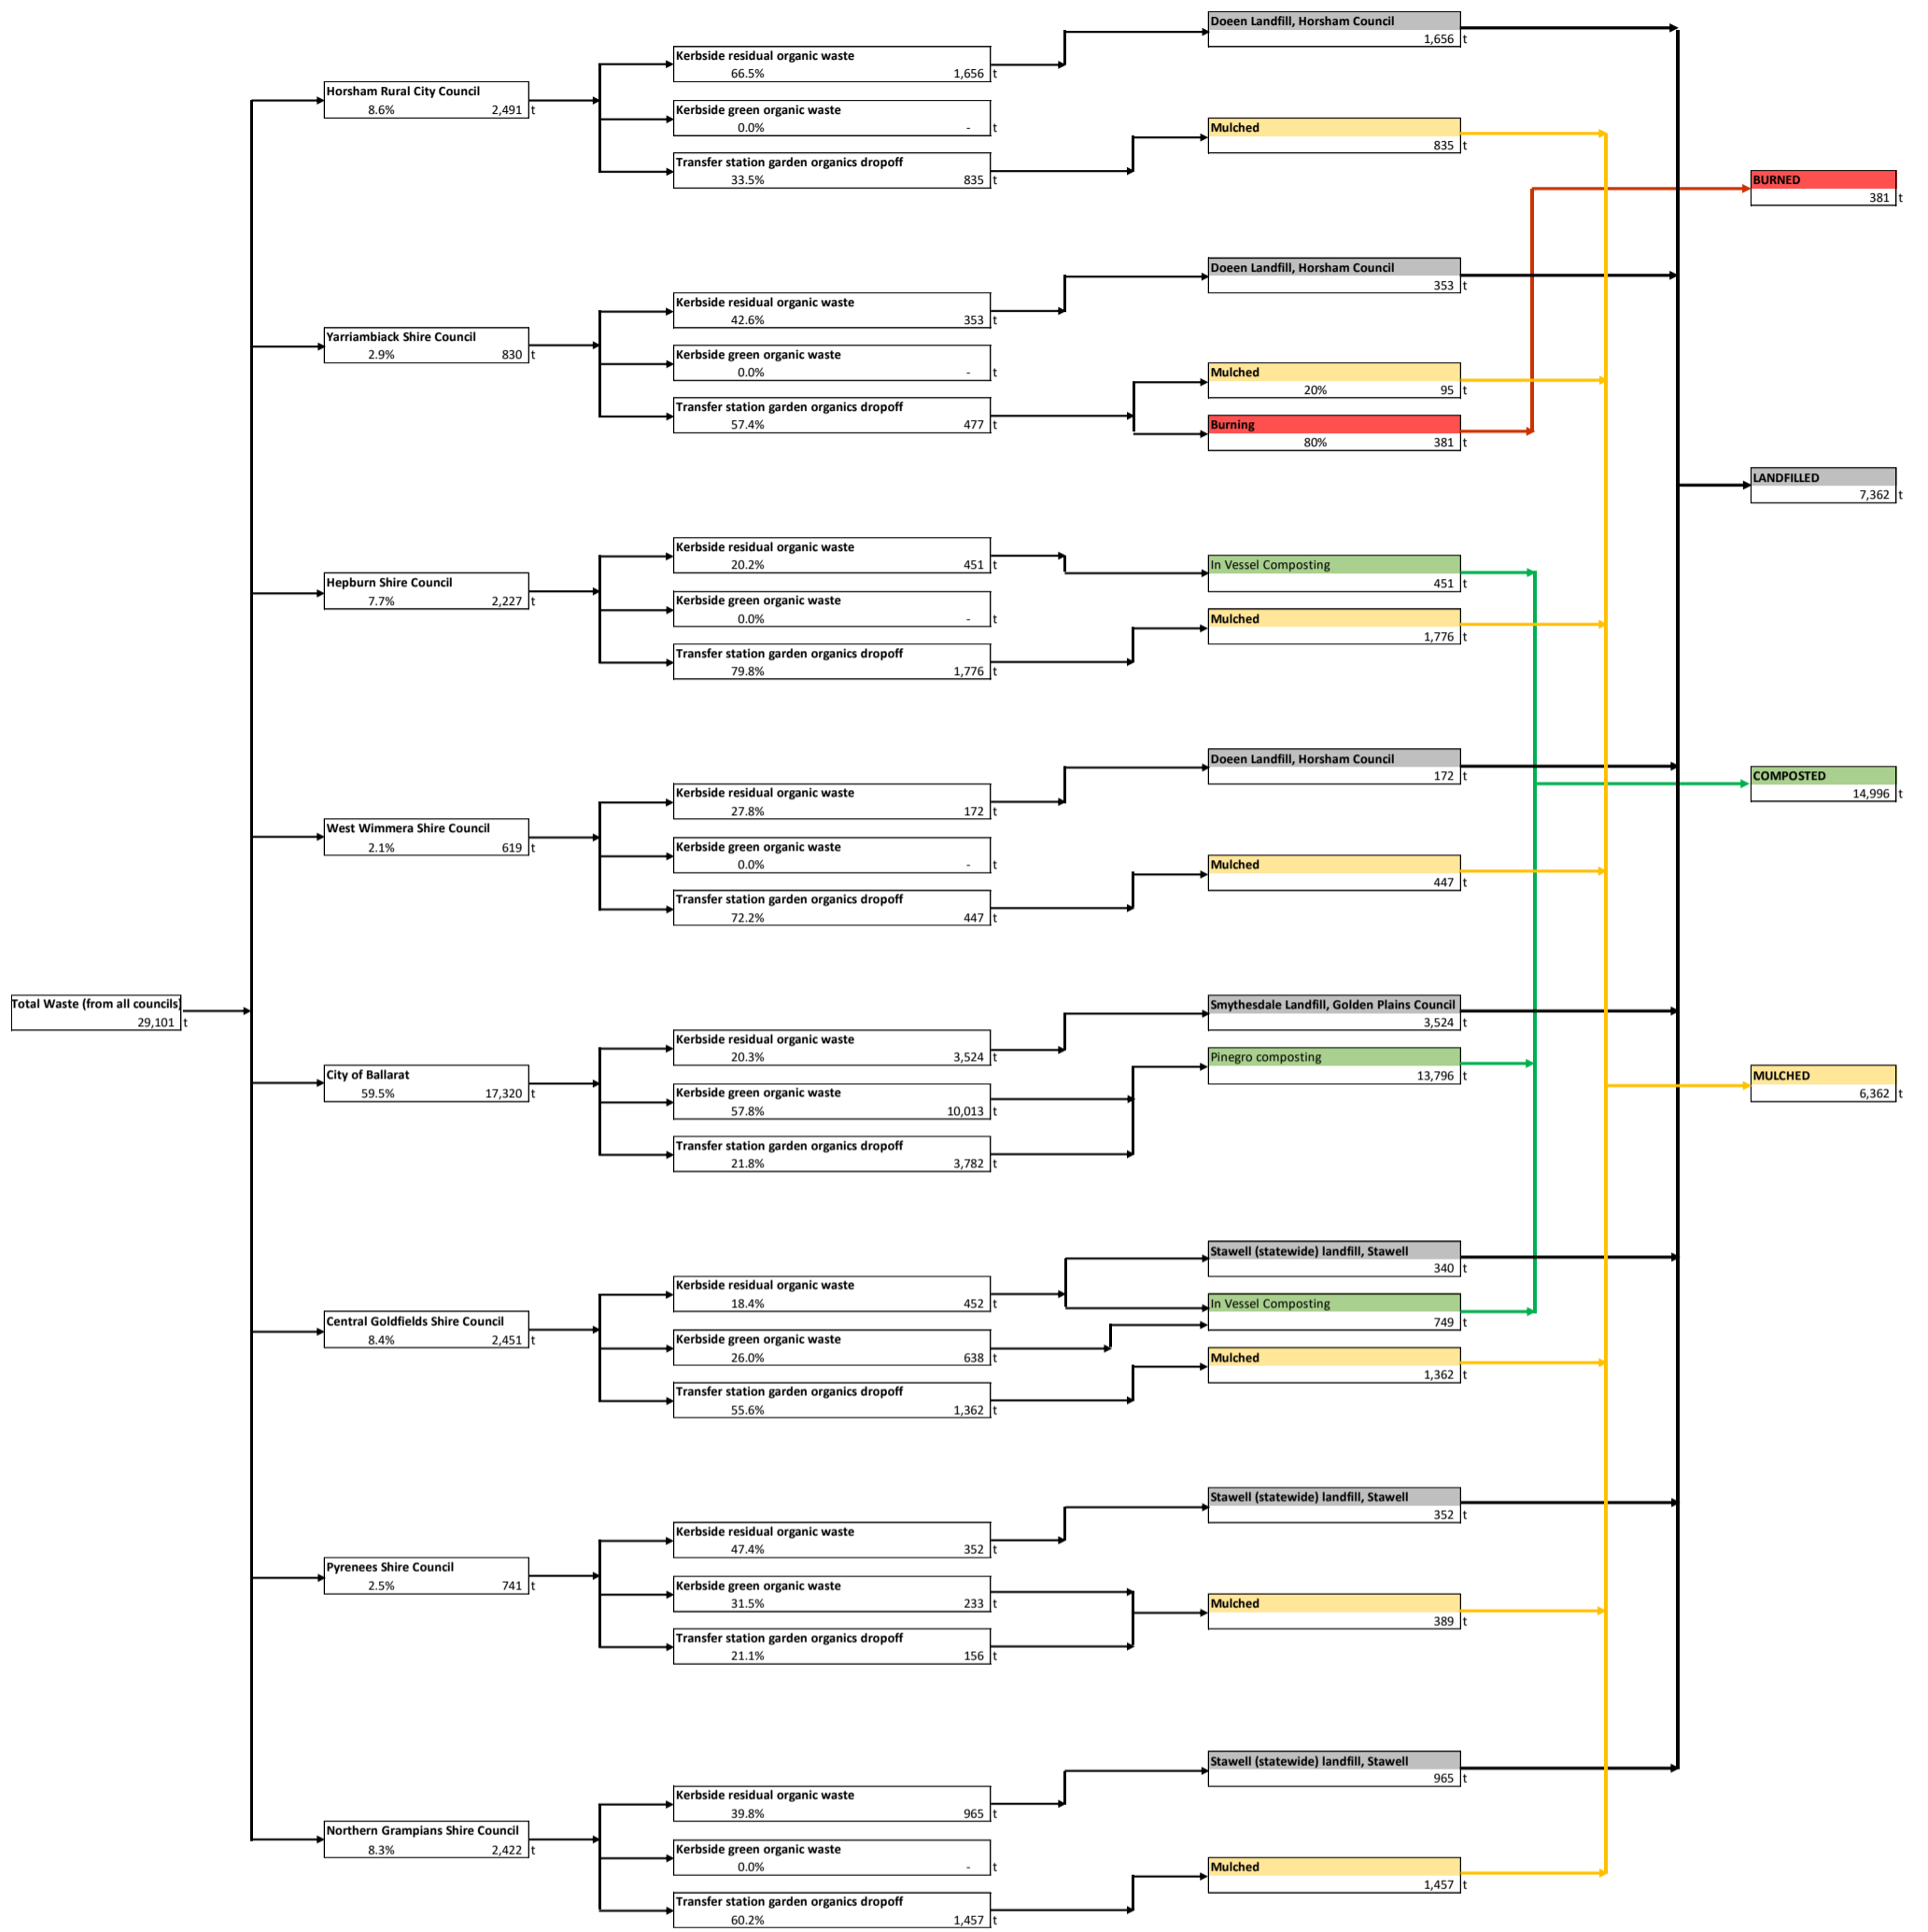 Total Waste (from all councils)
29,101 t
Horsham Rural City Council
8.6% 2,491 t
Kerbside residual organic waste
66.5% 1,656 t
Kerbside green organic waste
0.0% - t
Transfer station garden organics dropoff
33.5% 835 t
Doeen Landfill, Horsham Council
1,656 t
Mulched
835 t
Yarriambiack Shire Council
2.9% 830 t
Kerbside residual organic waste
42.6% 353 t
Kerbside green organic waste
0.0% - t
Transfer station garden organics dropoff
57.4% 477 t
Doeen Landfill, Horsham Council
353 t
Mulched
20% 95 t
Burning
80% 381 t
Hepburn Shire Council
7.7% 2,227 t
Kerbside residual organic waste
20.2% 451 t
Kerbside green organic waste
0.0% - t
Transfer station garden organics dropoff
79.8% 1,776 t
In Vessel Composting
451 t
Mulched
1,776 t
West Wimmera Shire Council
2.1% 619 t
Kerbside residual organic waste
27.8% 172 t
Kerbside green organic waste
0.0% - t
Transfer station garden organics dropoff
72.2% 447 t
Doeen Landfill, Horsham Council
172 t
Mulched
447 t
City of Ballarat
59.5% 17,320 t
Kerbside residual organic waste
20.3% 3,524 t
Kerbside green organic waste
57.8% 10,013 t
Transfer station garden organics dropoff
21.8% 3,782 t
Smythesdale Landfill, Golden Plains Council
3,524 t
Pinegro composting
13,796 t
Central Goldfields Shire Council
8.4% 2,451 t
Kerbside residual organic waste
18.4% 452 t
Kerbside green organic waste
26.0% 638 t
Transfer station garden organics dropoff
55.6% 1,362 t
Stawell (statewide) landfill, Stawell
340 t
In Vessel Composting
749 t
Mulched
1,362 t
Pyrenees Shire Council
2.5% 741 t
Kerbside residual organic waste
47.4% 352 t
Kerbside green organic waste
31.5% 233 t
Transfer station garden organics dropoff
21.1% 156 t
Stawell (statewide) landfill, Stawell
352 t
Mulched
389 t
Northern Grampians Shire Council
8.3% 2,422 t
Kerbside residual organic waste
39.8% 965 t
Kerbside green organic waste
0.0% - t
Transfer station garden organics dropoff
60.2% 1,457 t
Stawell (statewide) landfill, Stawell
965 t
Mulched
1,457 t
BURNED
381 t
LANDFILLED
7,362 t
COMPOSTED
14,996 t
MULCHED
6,362 t